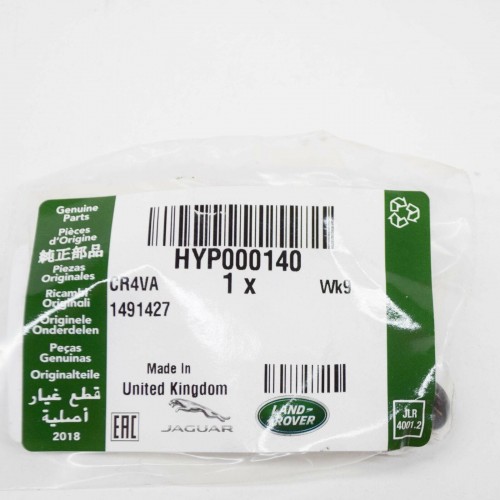 Genuine
Parts
Pièces
d'Origine
純正部品
Piezas
Originales
Ricambi
Originali
Originele
Onderdelen
Peças
Genuinas
Originalteile
قطع غيار
أصلية
2018
HYP000140
1 x
CR4VA
Wk9
1491427
Made In
United Kingdom
EAC
JAGUAR
LAND-
ROVER
JLR
4001.2